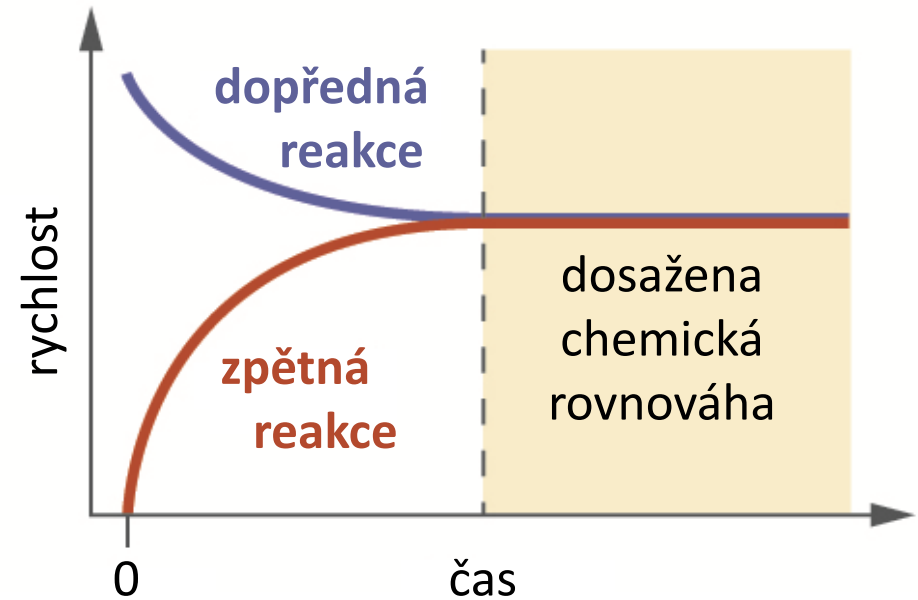 dopředná
reakce
rychlost
dosažena
chemická
rovnováha
zpětná
reakce
0
čas